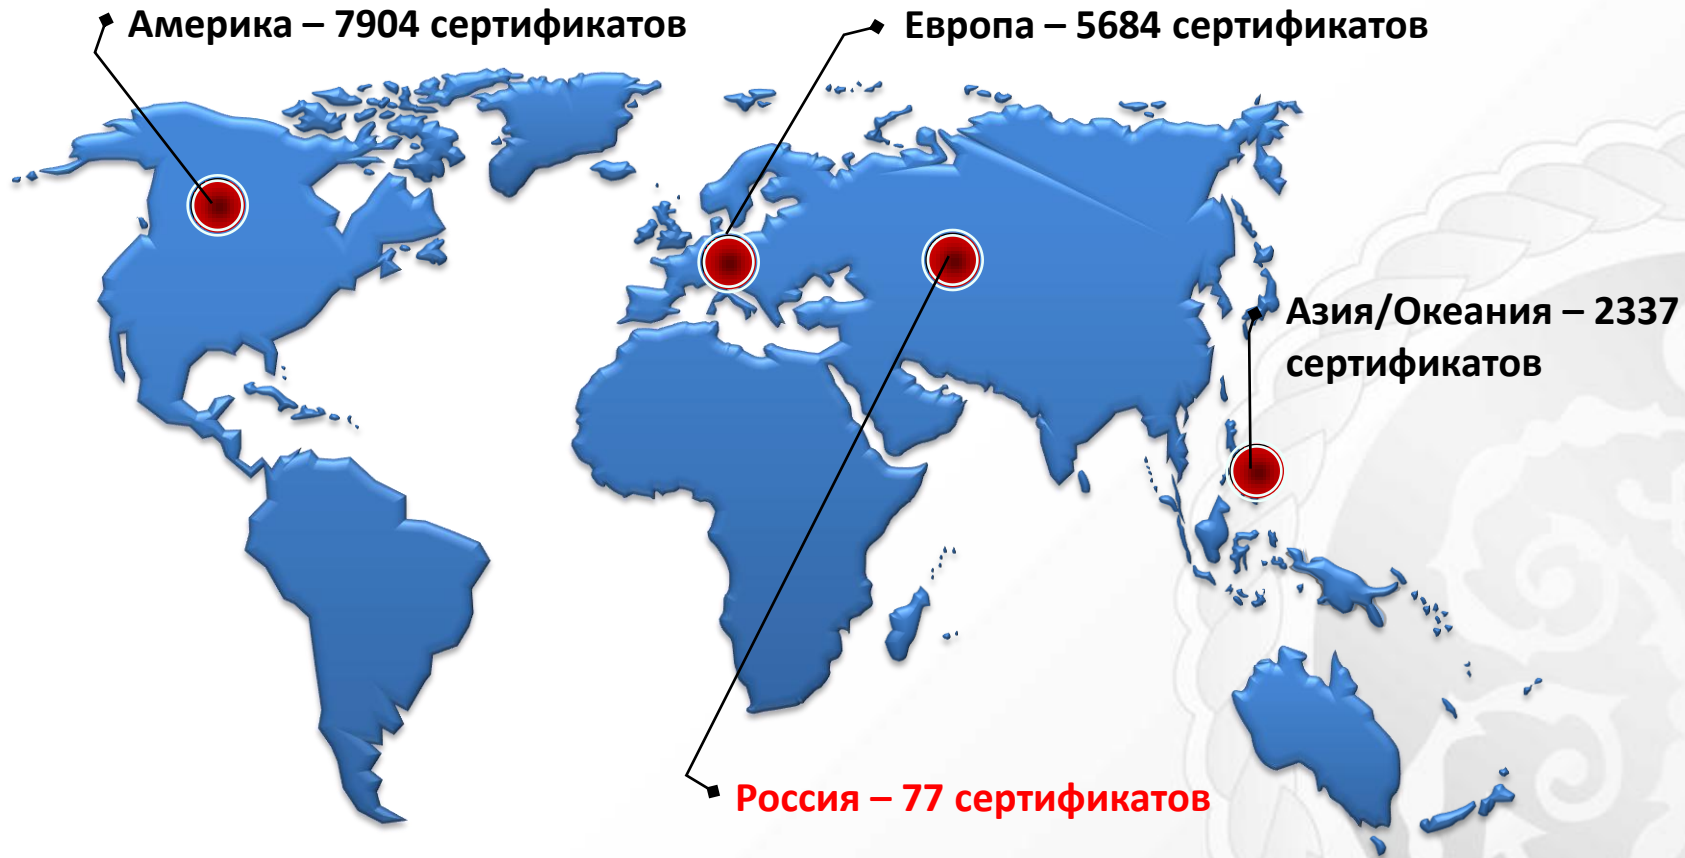 Америка – 7904 сертификатов
Европа – 5684 сертификатов
Азия/Океания – 2337
сертификатов
Россия – 77 сертификатов